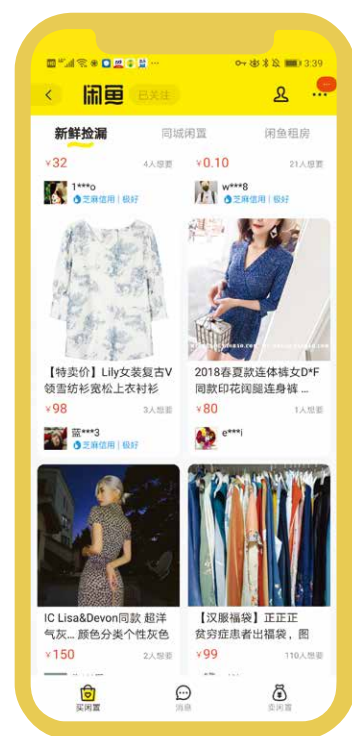 3:39
闲鱼
已关注
新鲜捡漏
同城闲置
闲鱼租房
¥32
4人想要
¥0.10
21人想要
1***o
芝麻信用 | 极好
w***8
芝麻信用 | 极好
【特卖价】Lily女装复古V
领雪纺衫宽松上衣衬衫
¥98
3人想要
蓝***3
芝麻信用 | 极好
2018春夏款连体裤女D*F
同款印花阔腿连身裤 ...
¥80
1人想要
e***i
IC Lisa&Devon同款 超洋
气灰... 颜色分类个性灰色
¥150
2人想要
【汉服福袋】正正正
贫穷症患者出福袋，图
¥99
110人想要
买闲置
消息
卖闲置